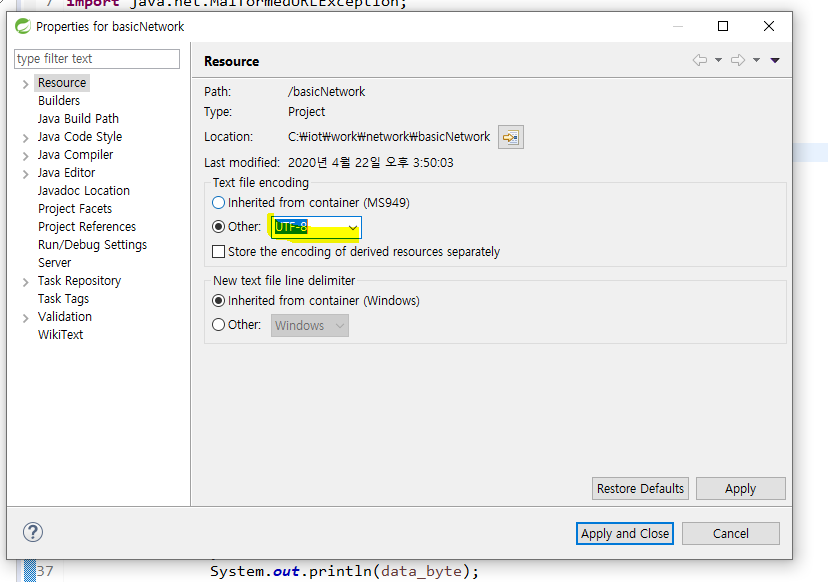 7 import java.net.MalformedURLException;
Properties for basicNetwork
type filter text
Resource
Builders
Java Build Path
Java Code Style
Java Compiler
Java Editor
Javadoc Location
Project Facets
Project References
Run/Debug Settings
Server
Task Repository
Task Tags
Validation
WikiText
Resource
Path: /basicNetwork
Type: Project
Location: C:₩iot₩work₩network₩basicNetwork
Last modified: 2020년 4월 22일 오후 3:50:03
Text file encoding
Inherited from container (MS949)
Other: UTF-8
Store the encoding of derived resources separately
New text file line delimiter
Inherited from container (Windows)
Other: Windows
Restore Defaults Apply
? Apply and Close Cancel
37 System.out.println(data_byte);